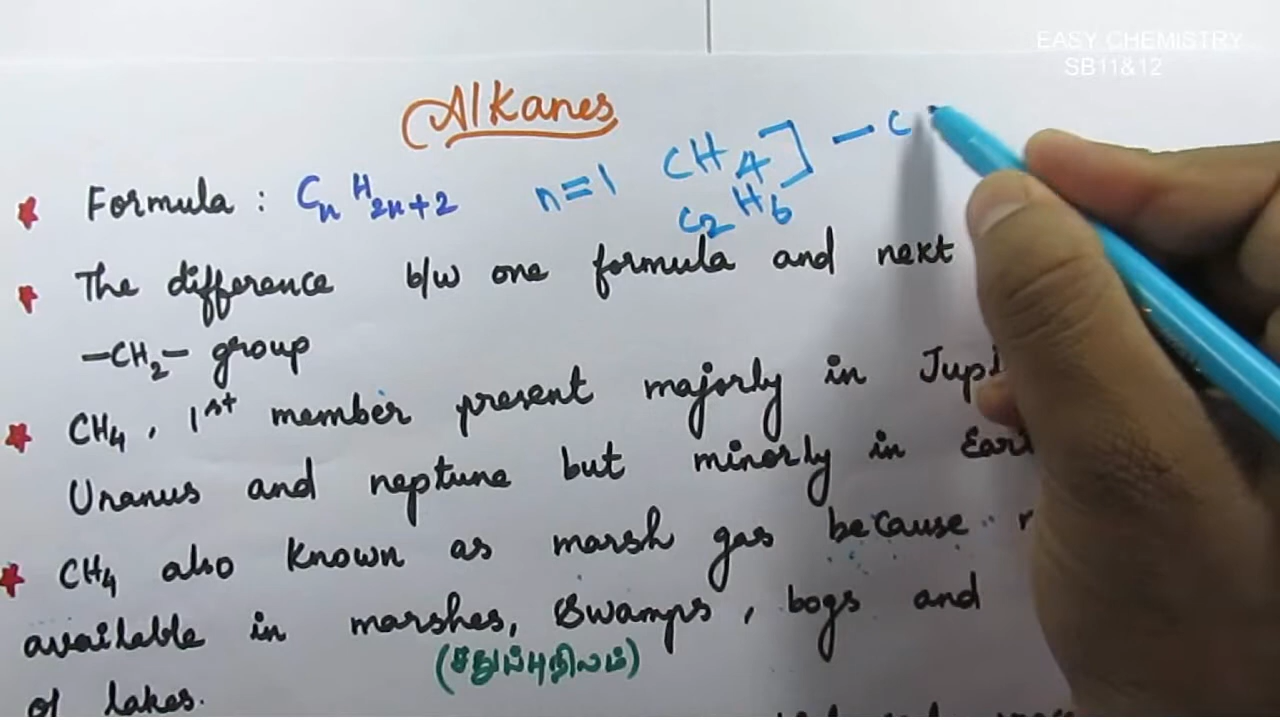 EASY CHEMISTRY
SB11&12
Alkanes
Formula : CnH2n+2 n=1 CH4] — C
C2H6
The difference b/w one formula and next
—CH2— group
CH4, 1st member present majorly in
Uranus and neptune but minorly in
CH4 also known as marsh gas because
available in marshes, Swamps, bogs and
(சதுப்புநிலம்)
of lakes.